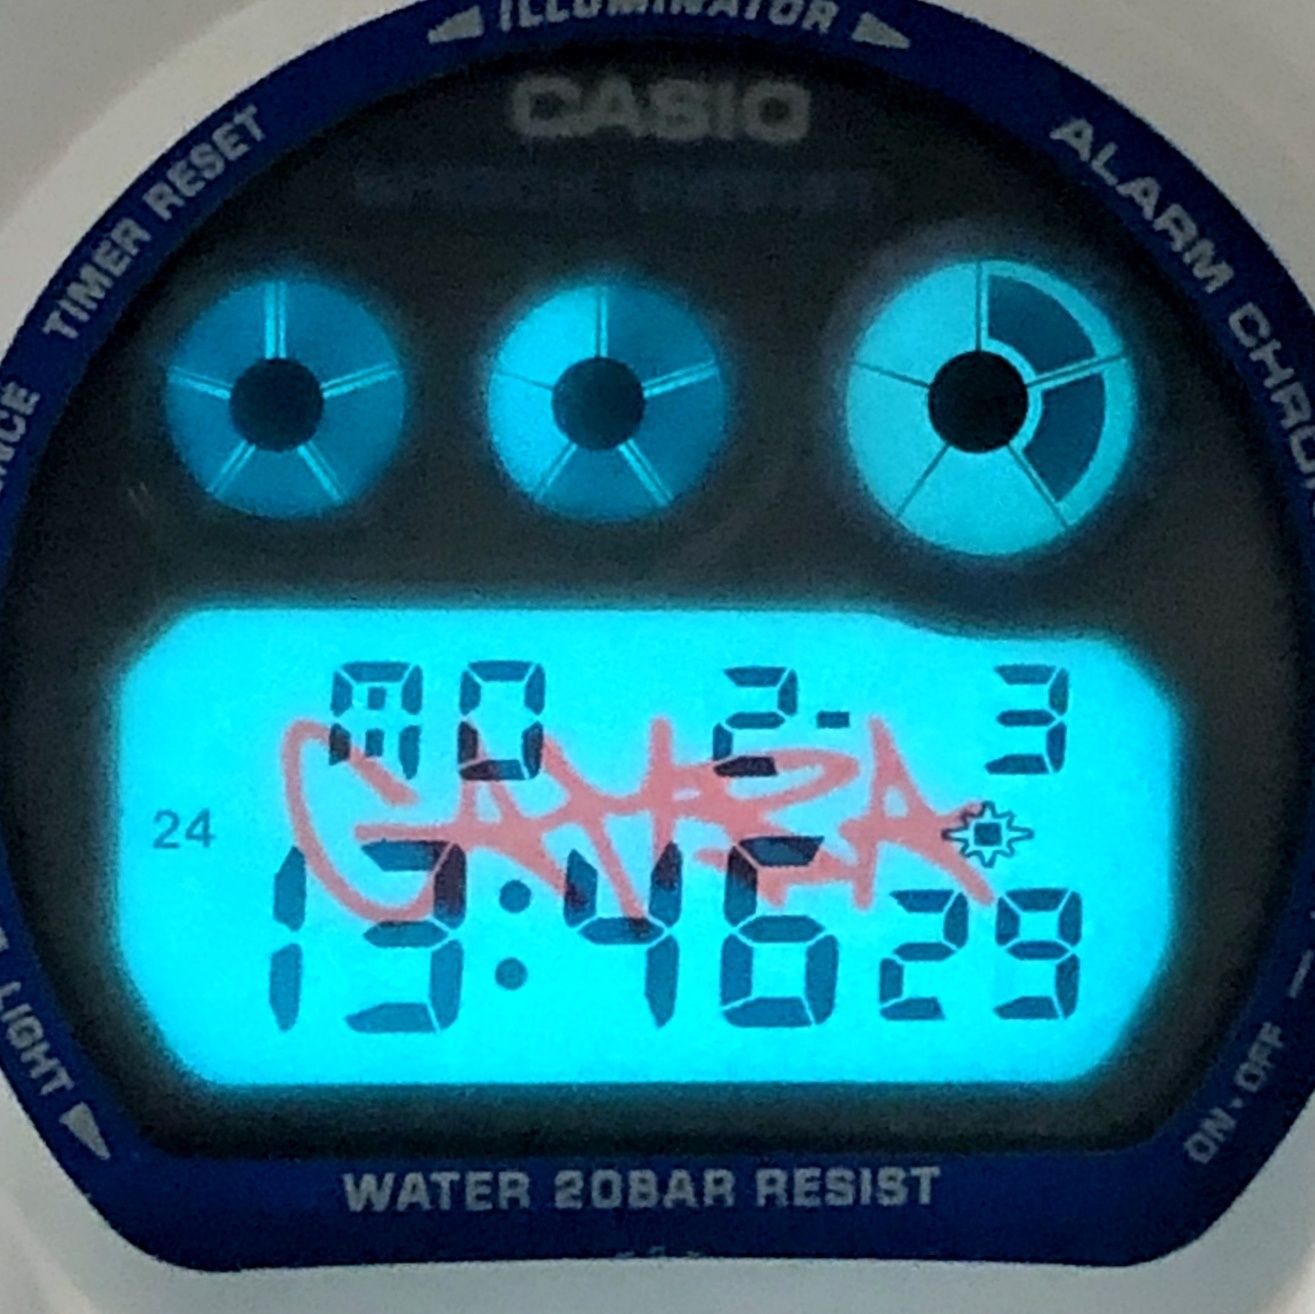 ILLUMINATOR
CASIO
TIMER RESET
ALARM CHRO
NCE
MO 2- 3
24
13:46 29
LIGHT
ON•OFF
WATER 20BAR RESIST